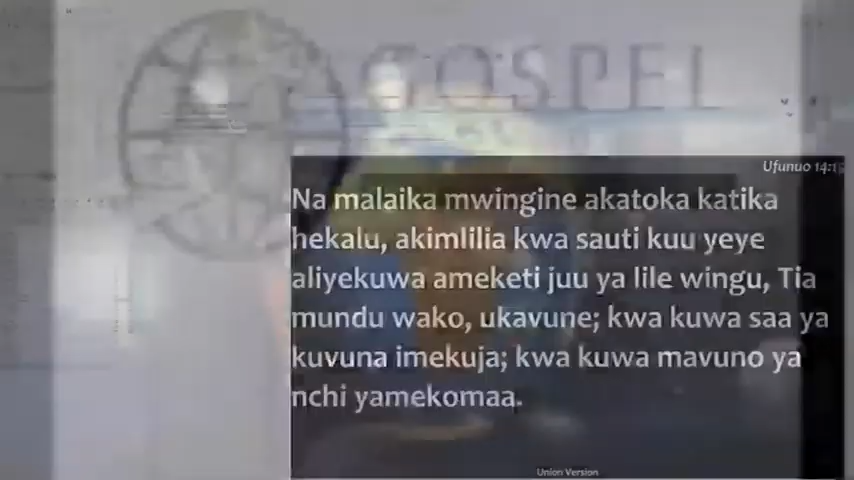 GOSPEL
Ufunuo 14:15
Na malaika mwingine akatoka katika
hekalu, akimlilia kwa sauti kuu yeye
aliyekuwa ameketi juu ya lile wingu, Tia
mundu wako, ukavune; kwa kuwa saa ya
kuvuna imekuja; kwa kuwa mavuno ya
nchi yamekomaa.
Union Version